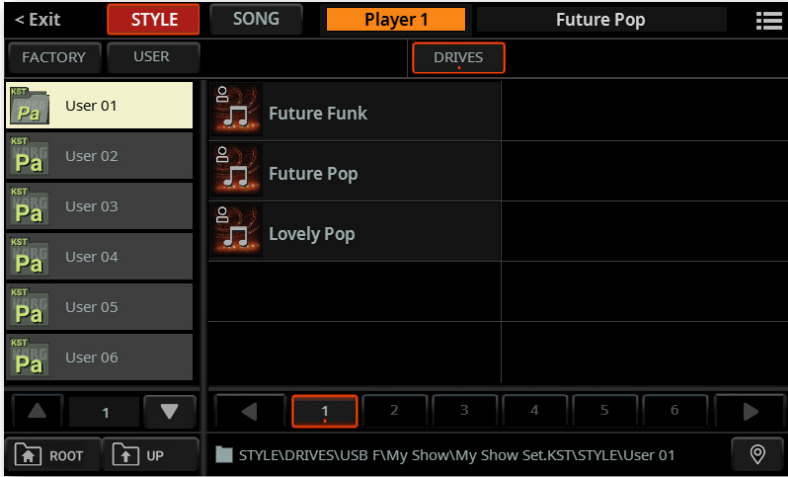 < Exit STYLE SONG Player 1 Future Pop
FACTORY USER DRIVES
KST Pa User 01
KST Pa User 02
KST Pa User 03
KST Pa User 04
KST Pa User 05
KST Pa User 06
Future Funk
Future Pop
Lovely Pop
1 1 2 3 4 5 6
ROOT UP STYLE\DRIVES\USB F\My Show\My Show Set.KST\STYLE\User 01